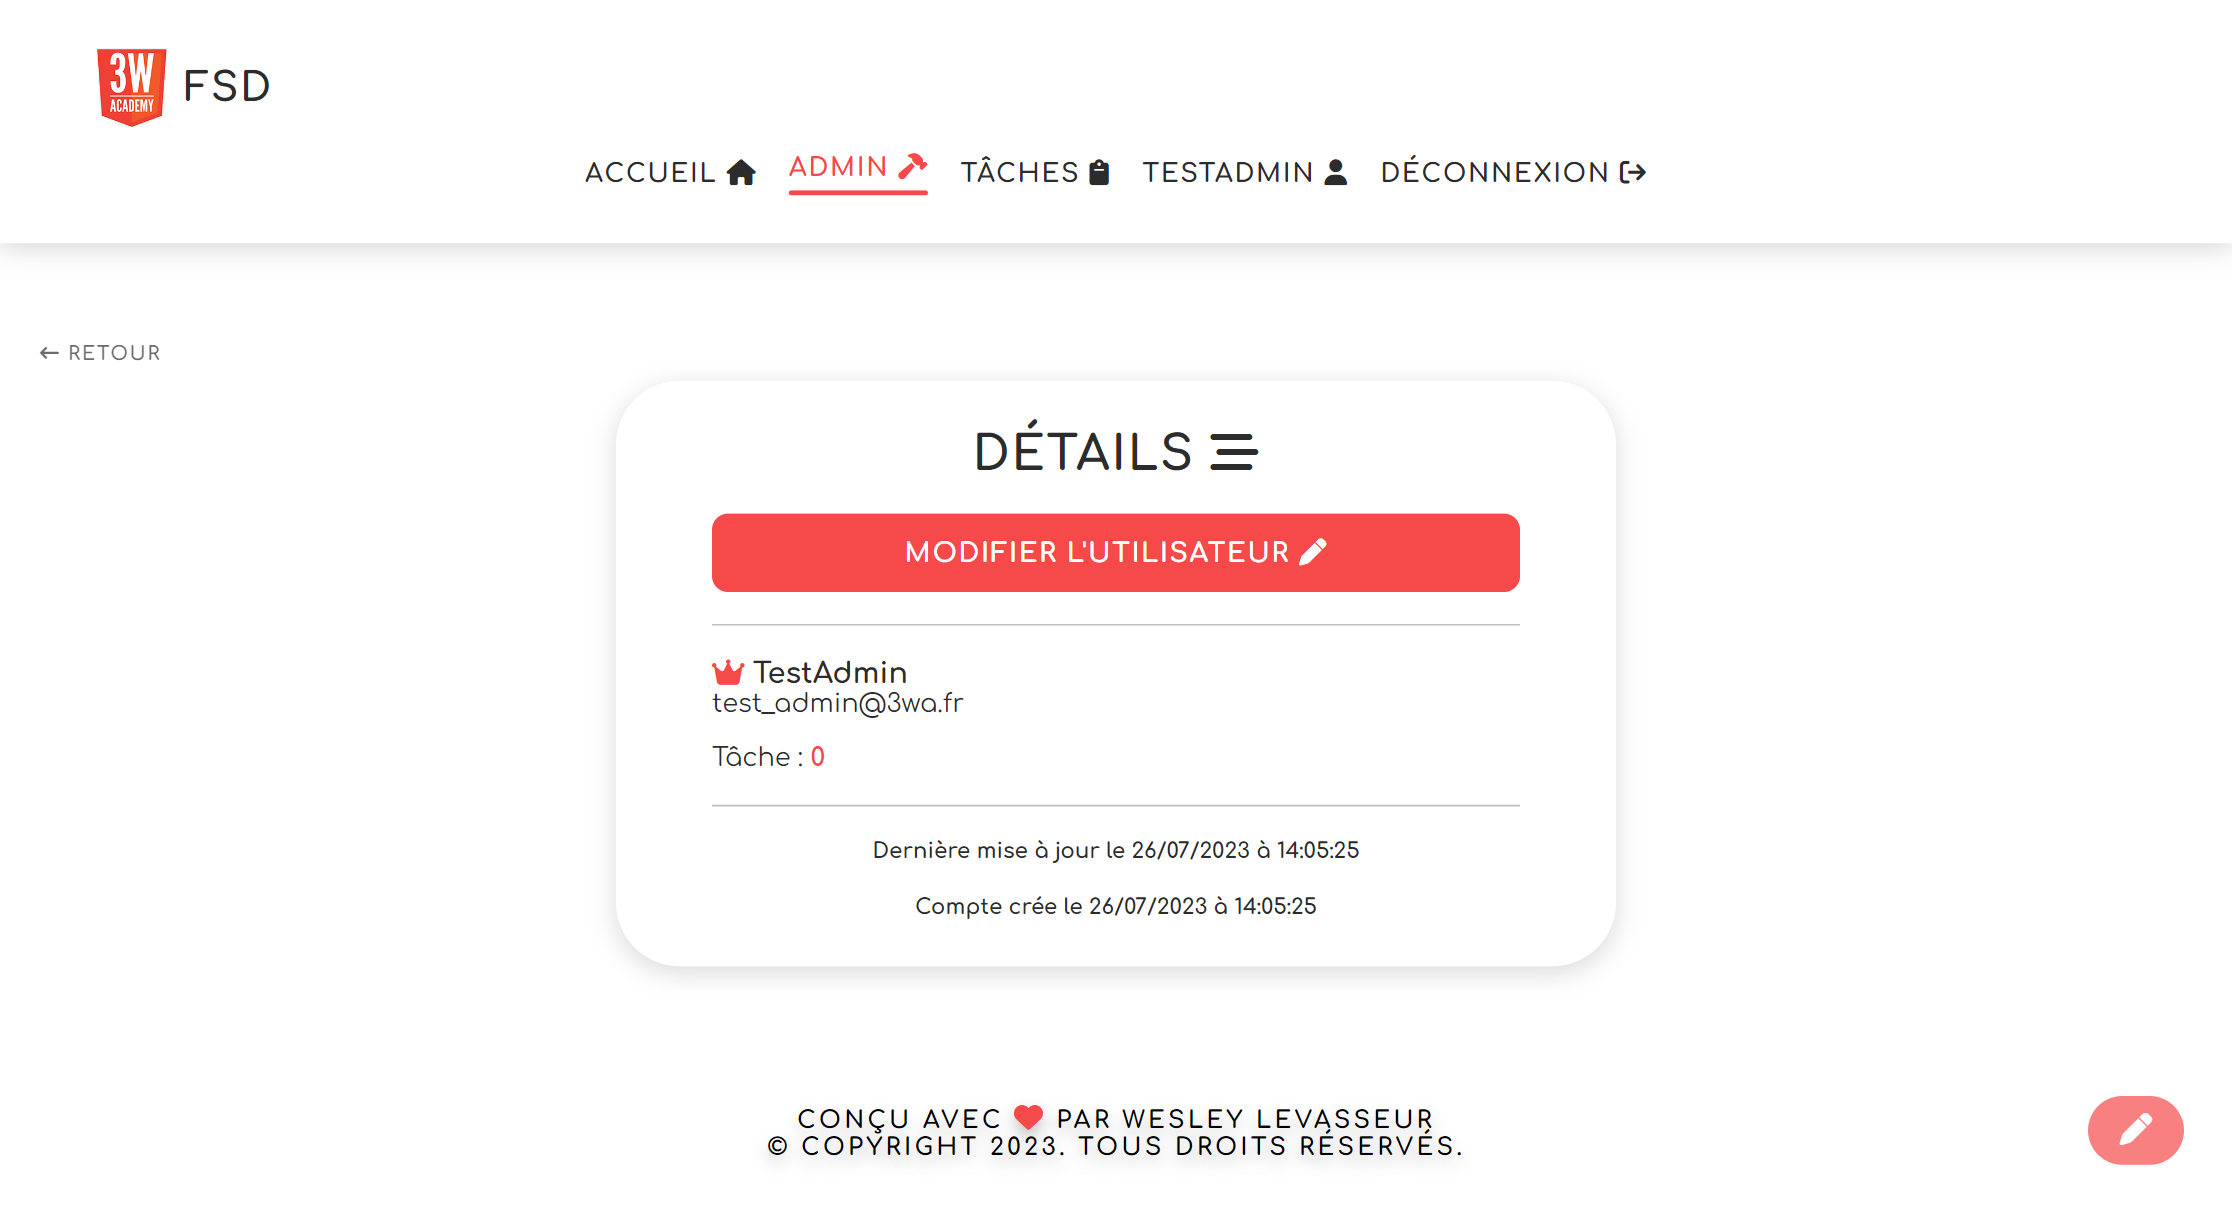 3W
ACADEMY
FSD
ACCUEIL ADMIN TÂCHES TESTADMIN DÉCONNEXION
← RETOUR
DÉTAILS
MODIFIER L'UTILISATEUR
TestAdmin
test_admin@3wa.fr
Tâche : 0
Dernière mise à jour le 26/07/2023 à 14:05:25
Compte crée le 26/07/2023 à 14:05:25
CONÇU AVEC ❤ PAR WESLEY LEVASSEUR
© COPYRIGHT 2023. TOUS DROITS RÉSERVÉS.